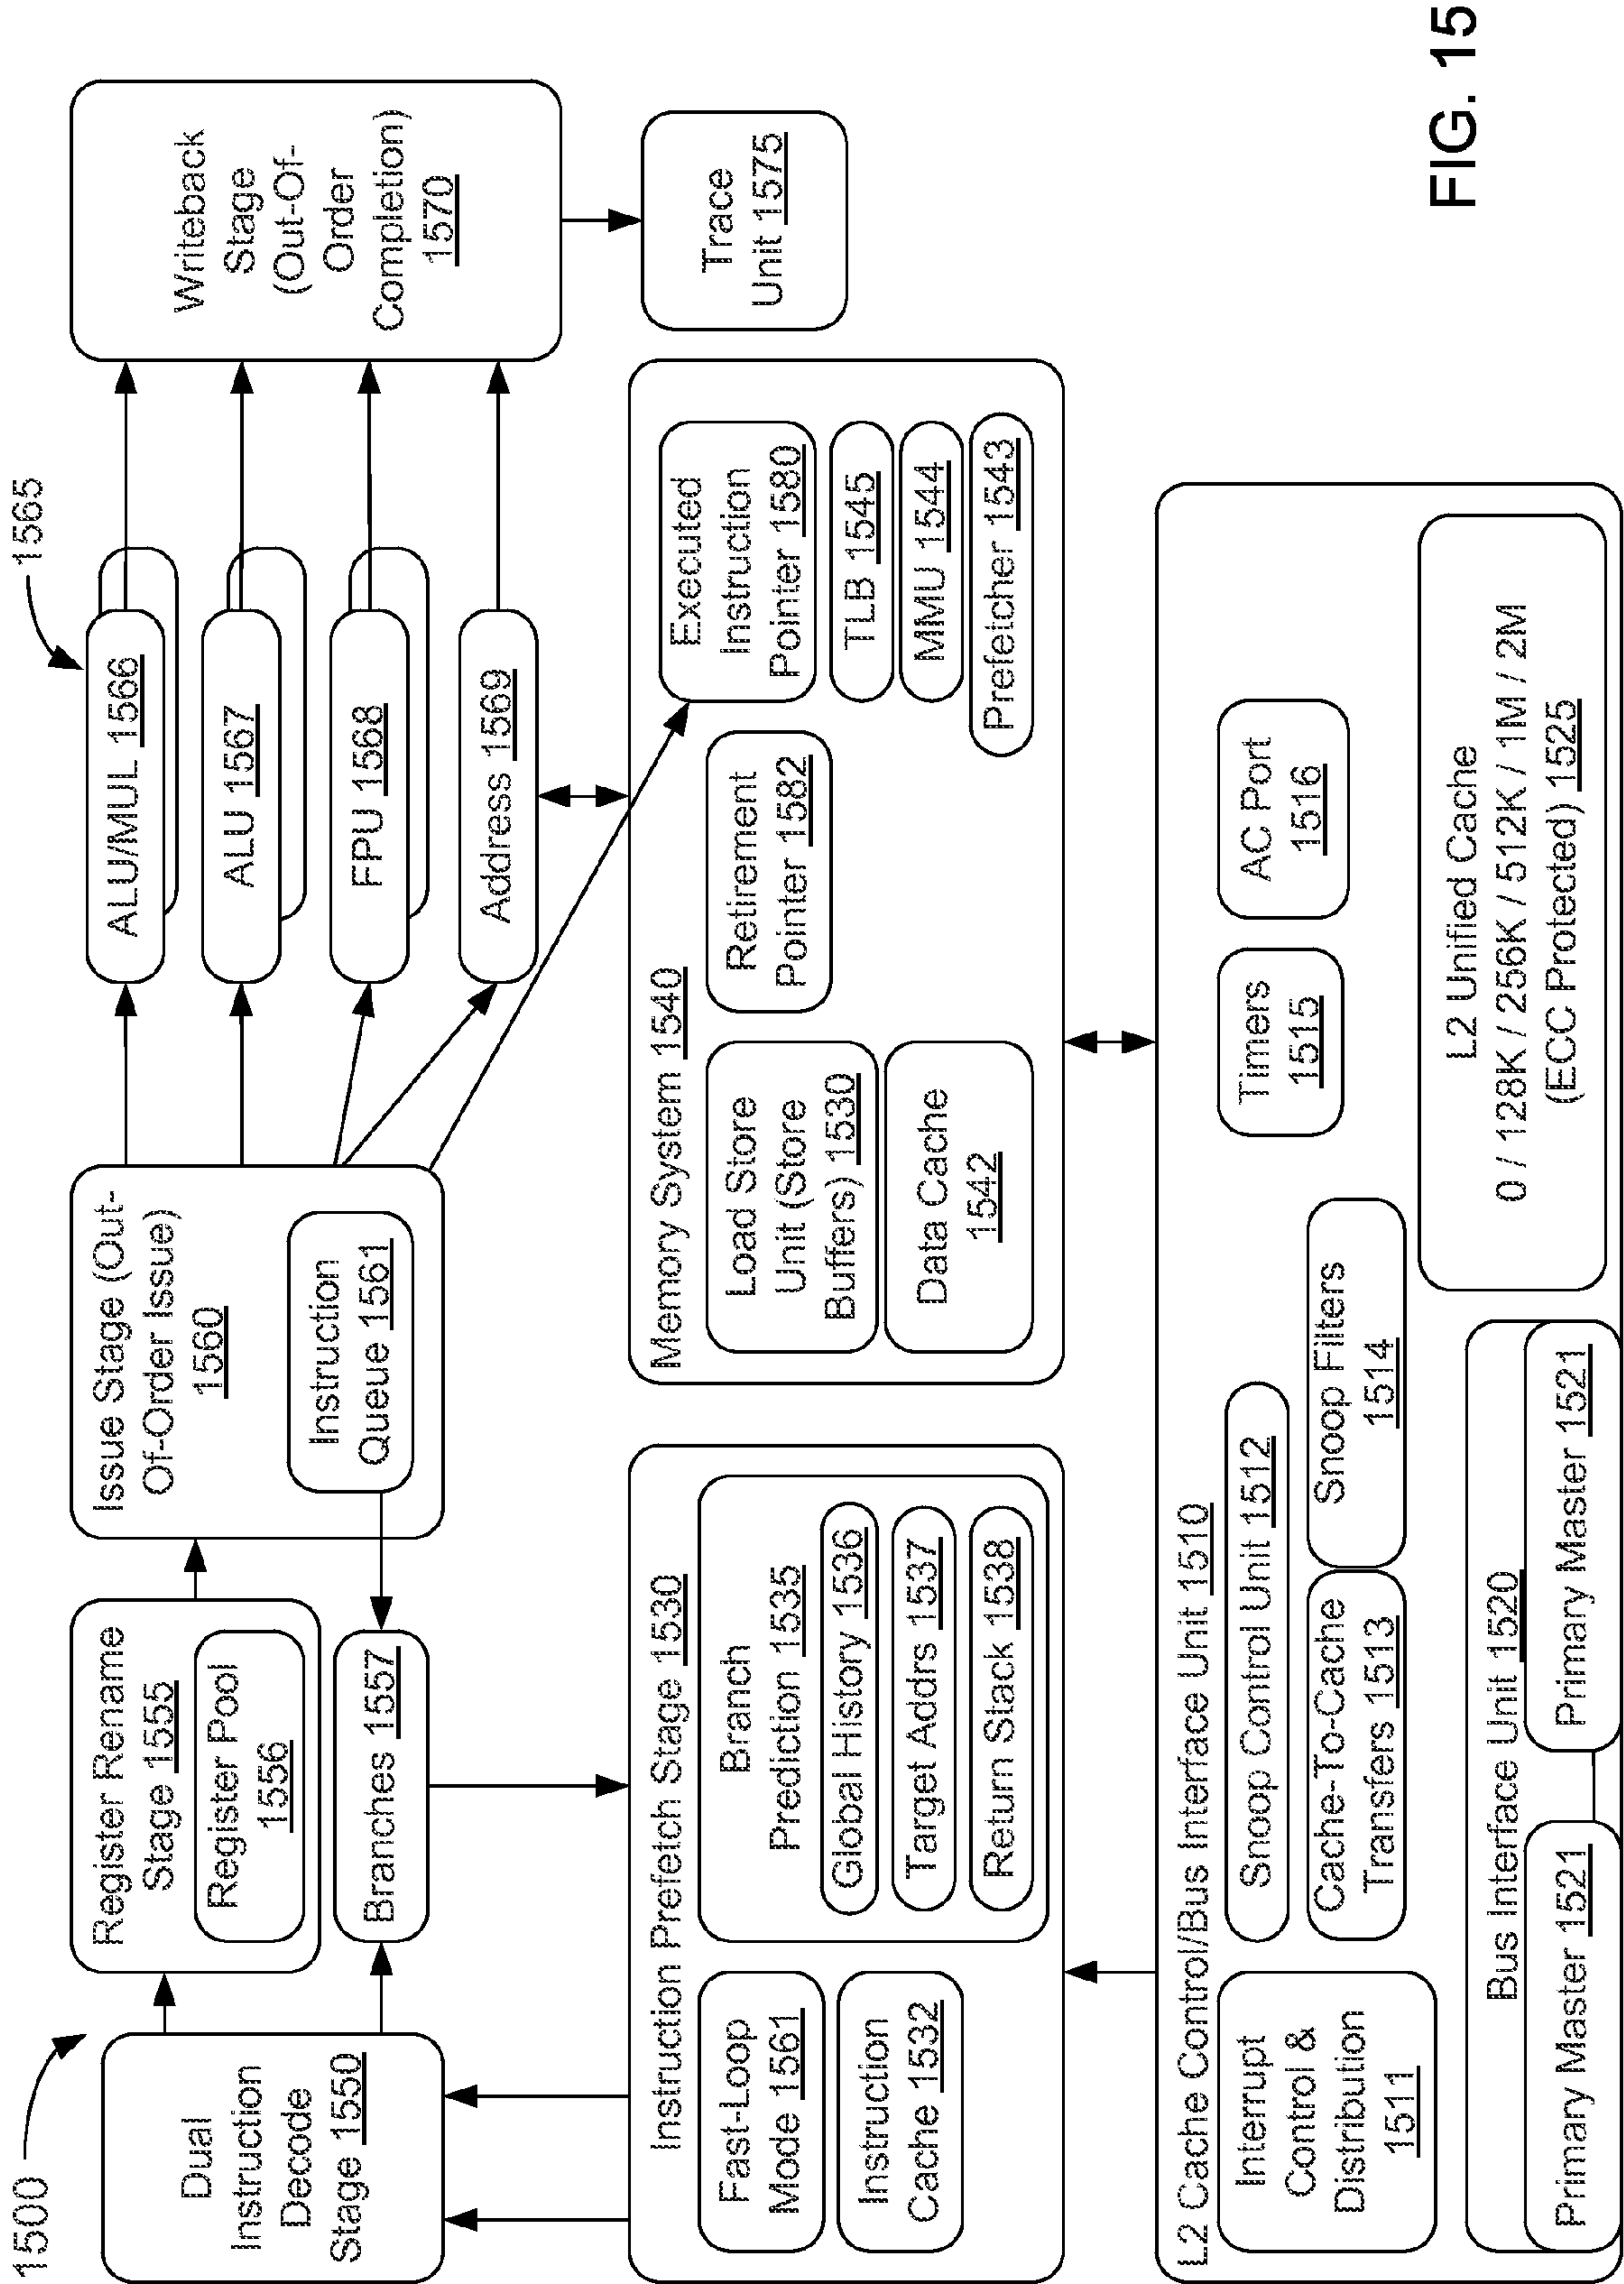 1500
1565
Dual
Instruction
Decode
Stage 1550
Register Rename
Stage 1555
Register Pool
1556
Branches 1557
Issue Stage (Out-
Of-Order Issue)
1560
Instruction
Queue 1561
ALU/MUL 1566
ALU 1567
FPU 1568
Address 1569
Writeback
Stage
(Out-Of-
Order
Completion)
1570
Trace
Unit 1575
Instruction Prefetch Stage 1530
Fast-Loop
Mode 1561
Instruction
Cache 1532
Branch
Prediction 1535
Global History 1536
Target Addrs 1537
Return Stack 1538
Memory System 1540
Load Store
Unit (Store
Buffers) 1530
Data Cache
1542
Retirement
Pointer 1582
Executed
Instruction
Pointer 1580
TLB 1545
MMU 1544
Prefetcher 1543
L2 Cache Control/Bus Interface Unit 1510
Interrupt
Control &
Distribution
1511
Snoop Control Unit 1512
Cache-To-Cache
Transfers 1513
Snoop Filters
1514
Timers
1515
AC Port
1516
Bus Interface Unit 1520
Primary Master 1521
Primary Master 1521
L2 Unified Cache
0 / 128K / 256K / 512K / 1M / 2M
(ECC Protected) 1525
FIG. 15